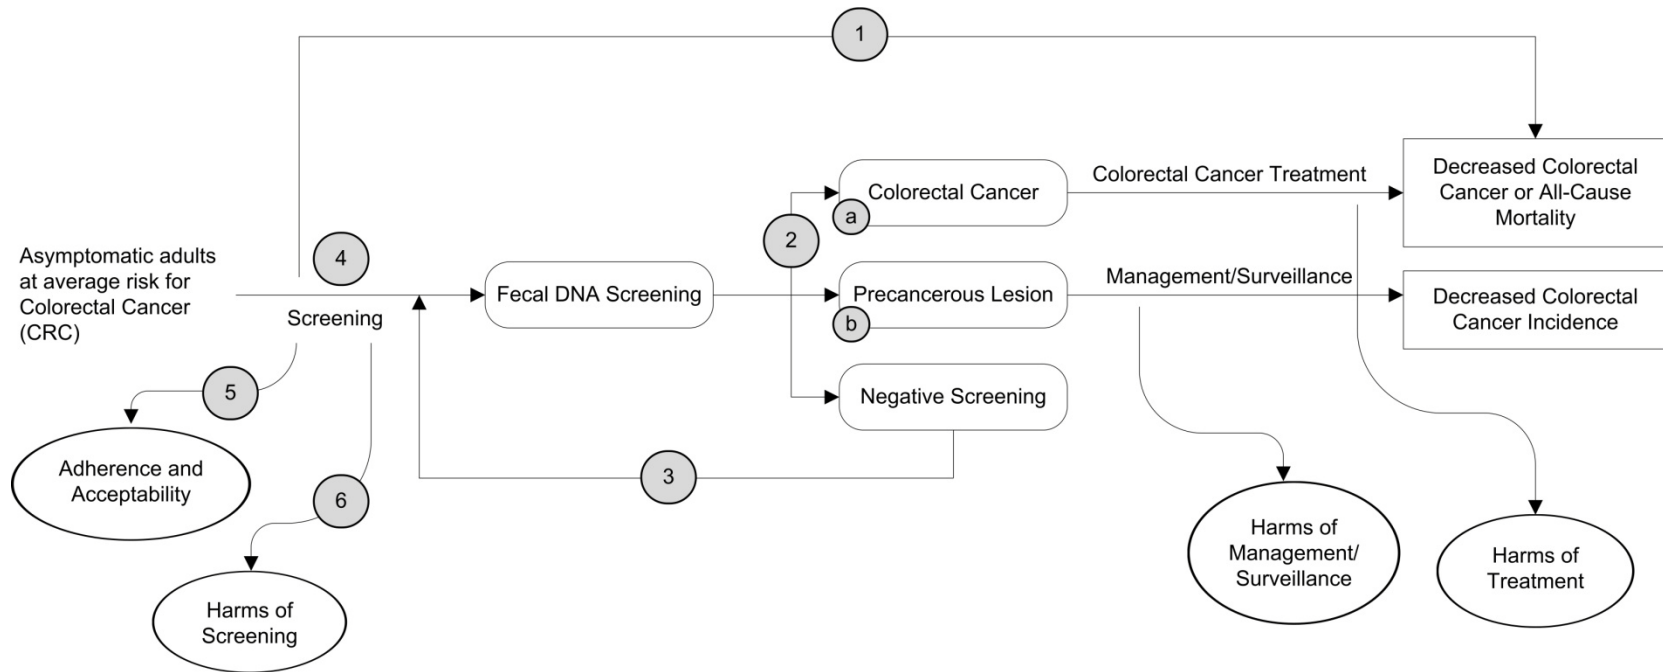 1
Asymptomatic adults
at average risk for
Colorectal Cancer
(CRC)
4
Screening
Fecal DNA Screening
2
Colorectal Cancer
a
Colorectal Cancer Treatment
Decreased Colorectal
Cancer or All-Cause
Mortality
Precancerous Lesion
b
Management/Surveillance
Decreased Colorectal
Cancer Incidence
Negative Screening
3
5
Adherence and
Acceptability
6
Harms of
Screening
Harms of
Management/
Surveillance
Harms of
Treatment